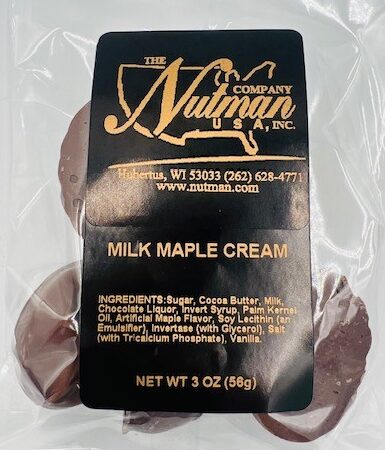 THE
COMPANY
Nutman
USA, INC.
Hubertus, WI 53033 (262) 628-4771
www.nutman.com
MILK MAPLE CREAM
INGREDIENTS:Sugar, Cocoa Butter, Milk,
Chocolate Liquor, Invert Syrup, Palm Kernel
Oil, Artificial Maple Flavor, Soy Lecithin (an
Emulsifier), Invertase (with Glycerol), Salt
(with Tricalcium Phosphate), Vanilla.
NET WT 3 OZ (56g)